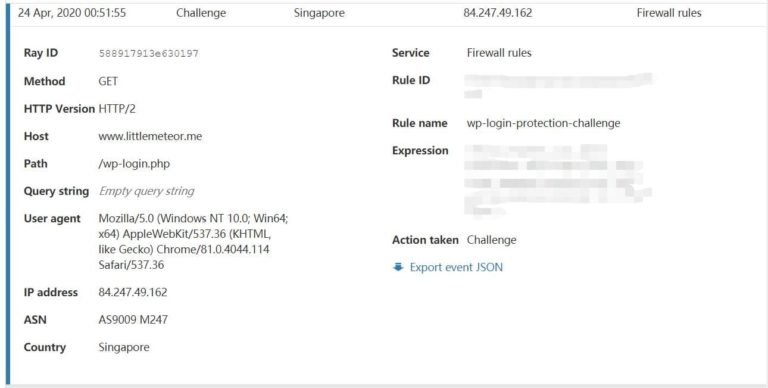 24 Apr, 2020 00:51:55 Challenge Singapore 84.247.49.162 Firewall rules
Ray ID 588917913e630197
Method GET
HTTP Version HTTP/2
Host www.littlemeteor.me
Path /wp-login.php
Query string Empty query string
User agent Mozilla/5.0 (Windows NT 10.0; Win64;
x64) AppleWebKit/537.36 (KHTML,
like Gecko) Chrome/81.0.4044.114
Safari/537.36
IP address 84.247.49.162
ASN AS9009 M247
Country Singapore
Service Firewall rules
Rule ID
Rule name wp-login-protection-challenge
Expression
Action taken Challenge
Export event JSON